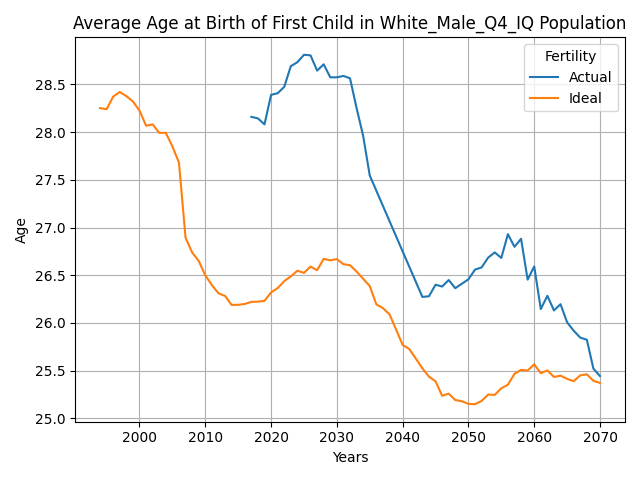 Average Age at Birth of First Child in White_Male_Q4_IQ Population
Fertility
Actual
Ideal
Age
28.5
28.0
27.5
27.0
26.5
26.0
25.5
25.0
2000 2010 2020 2030 2040 2050 2060 2070
Years